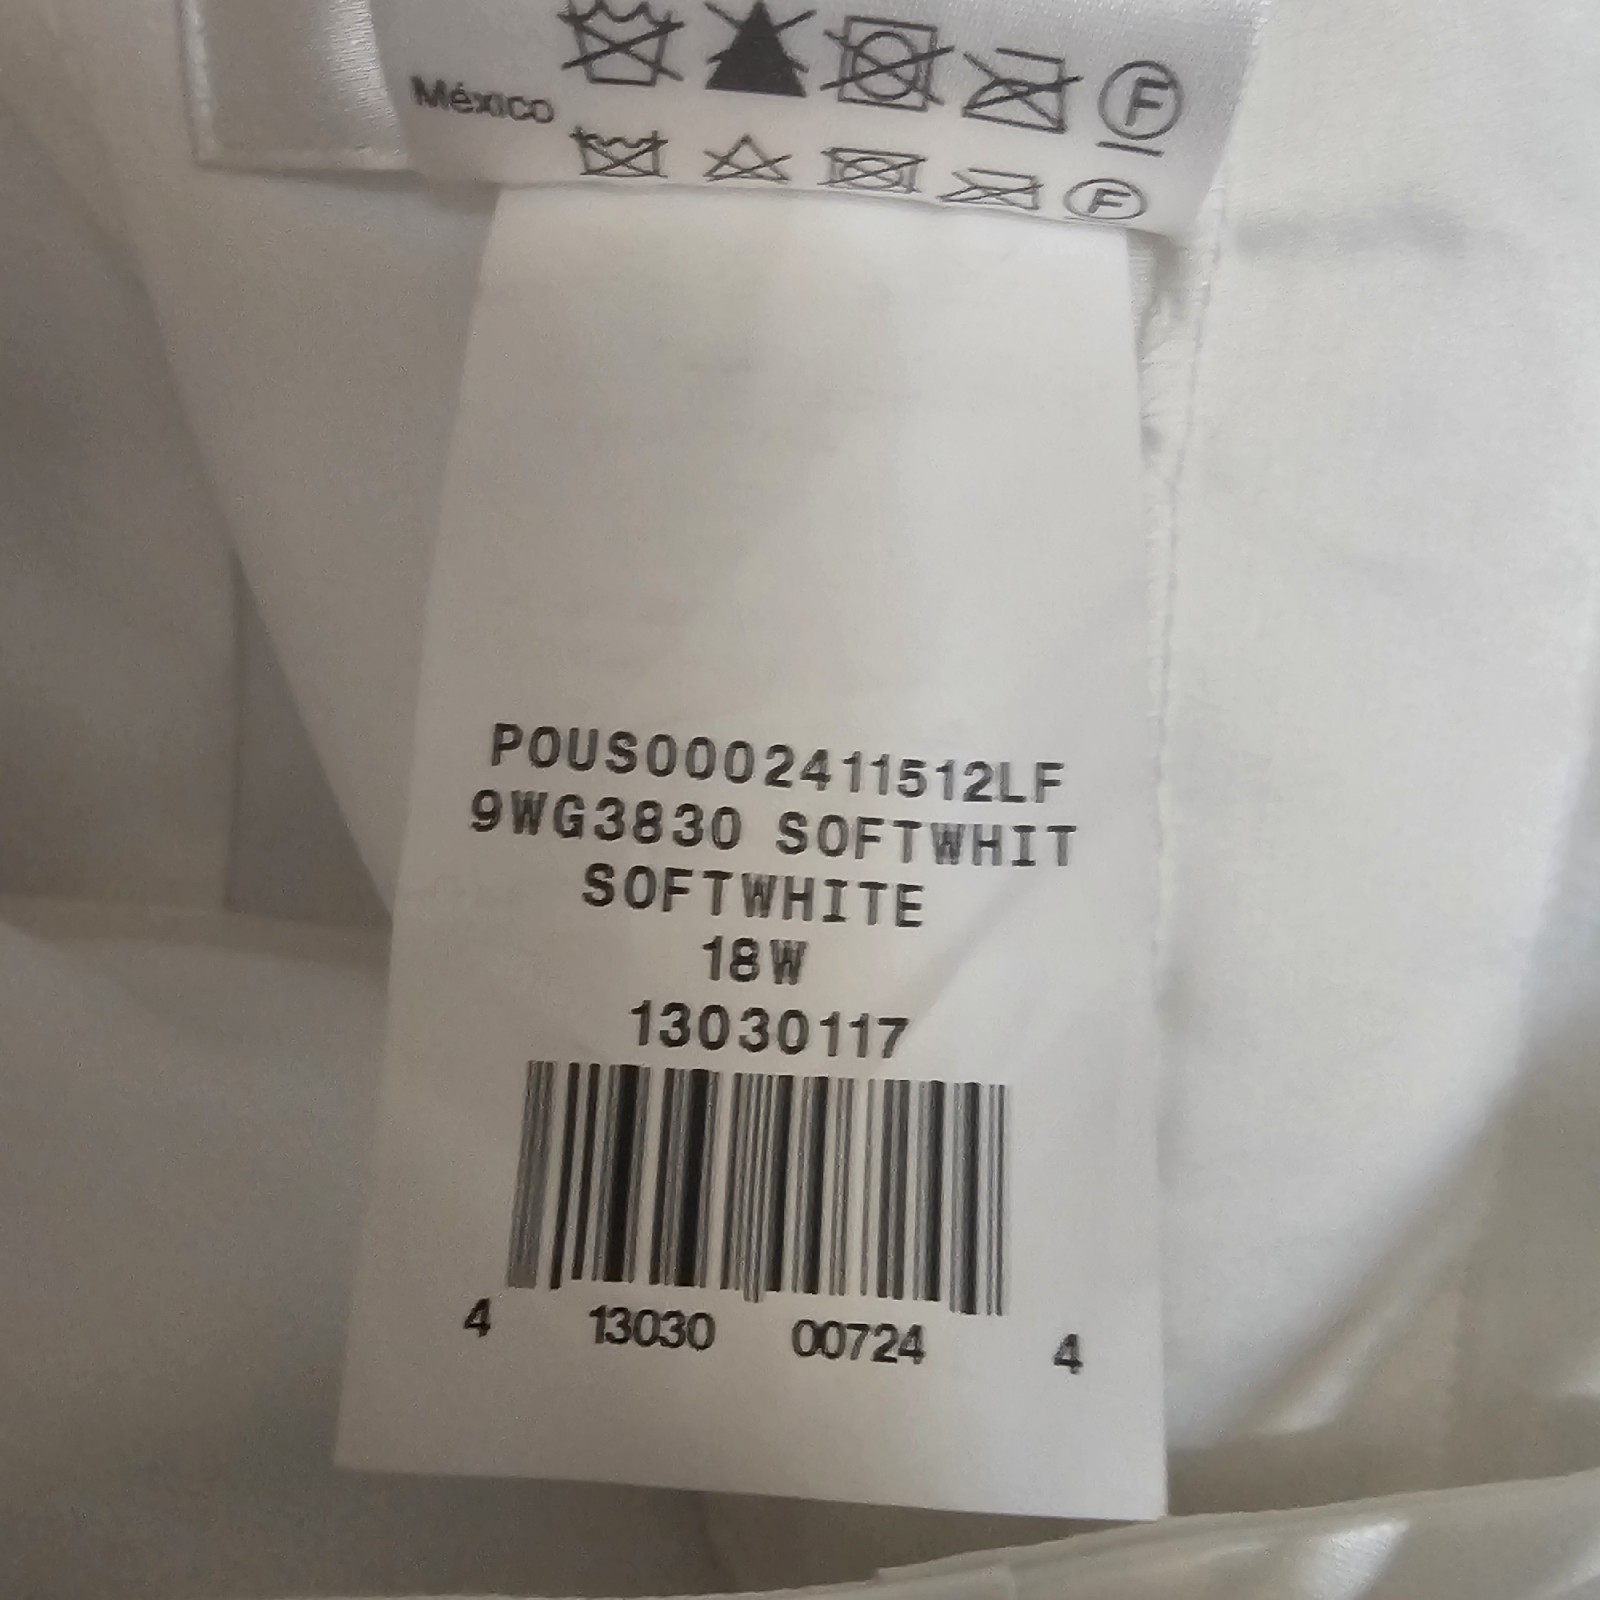 México
F
F
POUS0002411512LF
9WG3830 SOFTWHIT
SOFTWHITE
18W
13030117
4 13030 00724 4